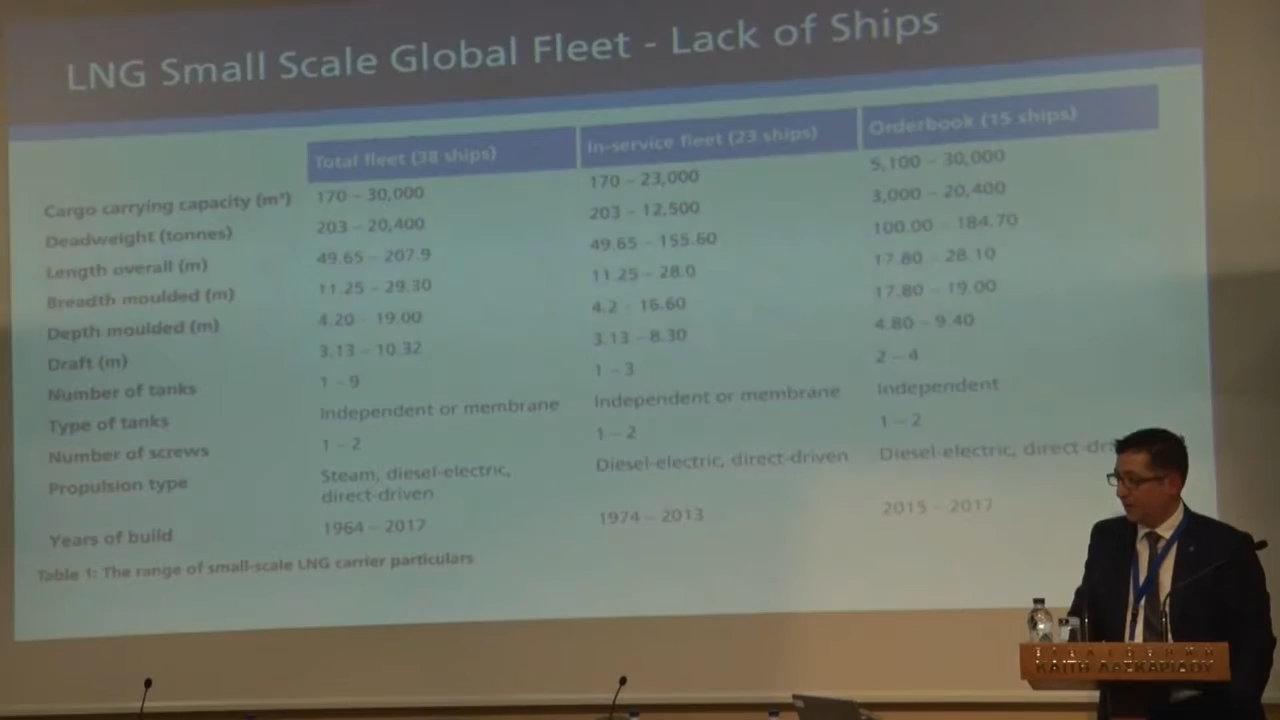 LNG Small Scale Global Fleet - Lack of Ships
Total fleet (38 ships) In-service fleet (23 ships) Orderbook (15 ships)
Cargo carrying capacity (m³) 170 – 30,000 170 – 23,000 5,100 – 30,000
Deadweight (tonnes) 203 – 20,400 203 – 12,500 3,000 – 20,400
Length overall (m) 49.65 – 207.9 49.65 – 155.60 100.00 – 184.70
Breadth moulded (m) 11.25 – 29.30 11.25 – 28.0 17.80 – 28.10
Depth moulded (m) 4.20 – 19.00 4.2 – 16.60 17.80 – 19.00
Draft (m) 3.13 – 10.32 3.13 – 8.30 4.80 – 9.40
Number of tanks 1 – 9 1 – 3 2 – 4
Type of tanks Independent or membrane Independent or membrane Independent
Number of screws 1 – 2 1 – 2 1 – 2
Propulsion type Steam, diesel-electric, Diesel-electric, direct-driven Diesel-electric,
direct-driven
Years of build 1964 – 2017 1974 – 2013 2015 – 2017
Table 1: The range of small-scale LNG carrier particulars
ΚΑΙΤΗ ΛΑΣΚΑΡΙΔΟΥ